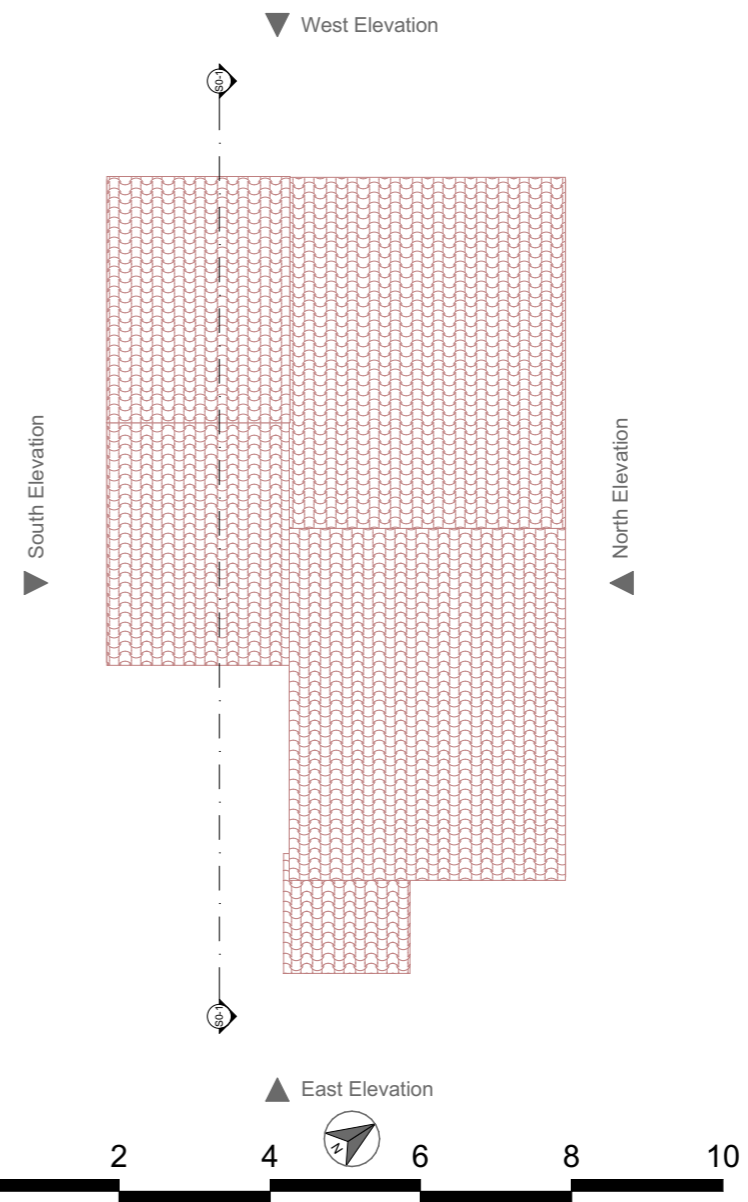 West Elevation
S0-1
South Elevation
North Elevation
S0-1
East Elevation
N
2 4 6 8 10